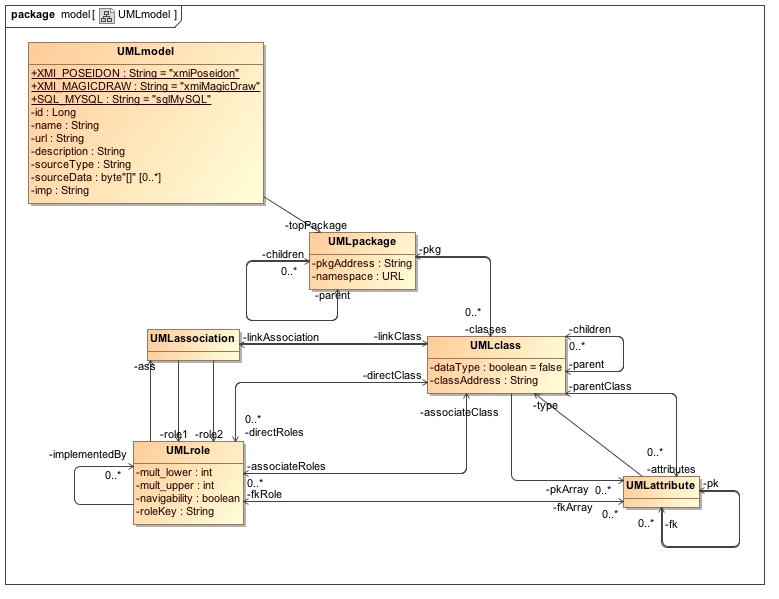 package model [ UMLmodel ]
UMLmodel
+XMI_POSEIDON : String = "xmiPoseidon"
+XMI_MAGICDRAW : String = "xmiMagicDraw"
+SQL_MYSQL : String = "sqlMySQL"
-id : Long
-name : String
-url : String
-description : String
-sourceType : String
-sourceData : byte"[]" [0..*]
-imp : String
-topPackage
UMLpackage
-pkgAddress : String
-namespace : URL
-children
0..*
-parent
-pkg
0..*
-classes
UMLassociation
-linkAssociation
-linkClass
UMLclass
-dataType : boolean = false
-classAddress : String
-children
0..*
-parent
-parentClass
-ass
-directClass
-type
-associateClass
0..*
-directRoles
-role1
-role2
UMLrole
-mult_lower : int
-mult_upper : int
-navigability : boolean
-roleKey : String
-implementedBy
0..*
-associateRoles
0..*
-fkRole
0..*
-attributes
UMLattribute
-pkArray
0..*
-fkArray
0..*
-pk
0..*
-fk